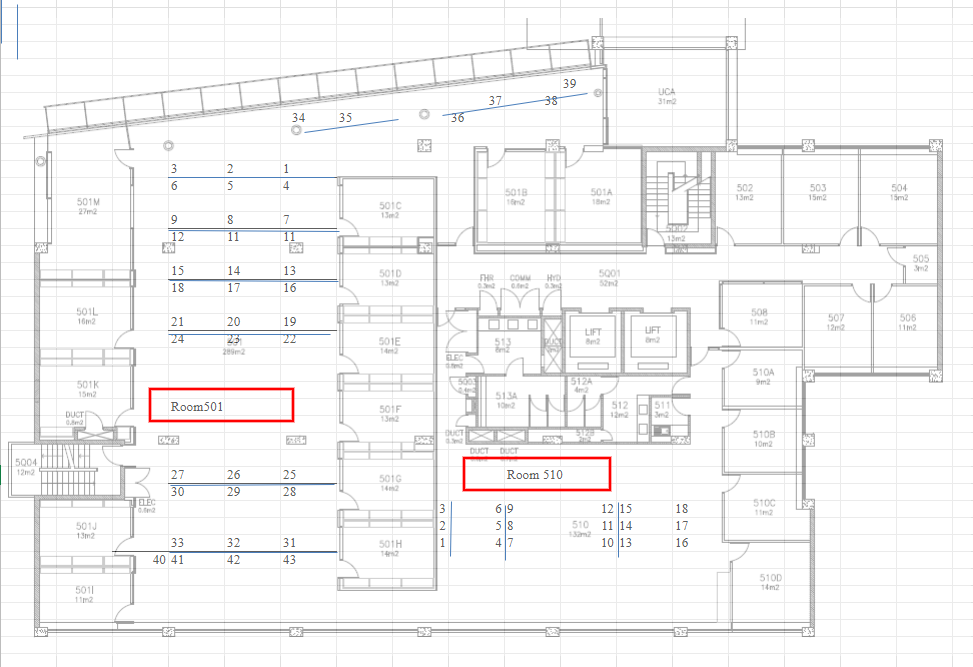 39
37 38
34 35 36
UCA
31m2
3 2 1
6 5 4
501M
27m2
501B
18m2
501A
18m2
502
13m2
503
15m2
504
15m2
501C
13m2
9 8 7
12 11 11
5Q02
13m2
15 14 13
18 17 16
501D
13m2
5Q01
52m2
505
3m2
FHR
0.3m2
COMM
0.6m2
HYD
0.3m2
501L
16m2
21 20 19
24 23 22
289m2
501E
14m2
513
8m2
DUCT
LIFT
6m2
LIFT
6m2
508
11m2
507
12m2
506
11m2
ELEC
0.8m2
501K
15m2
DUCT
0.8m2
Room501
501F
13m2
5Q03
513A
10m2
512A
4m2
512
12m2
511
3m2
510A
9m2
DUCT
0.3m2
512B
2m2
510B
10m2
DUCT
DUCT
5Q04
12m2
27 26 25
30 29 28
501G
14m2
Room 510
ELEC
0.6m2
501J
13m2
3 6 9 12 15 18
2 5 8 11 14 17
1 4 7 10 13 16
510
132m2
510C
11m2
33 32 31
40 41 42 43
501H
14m2
501I
11m2
510D
14m2